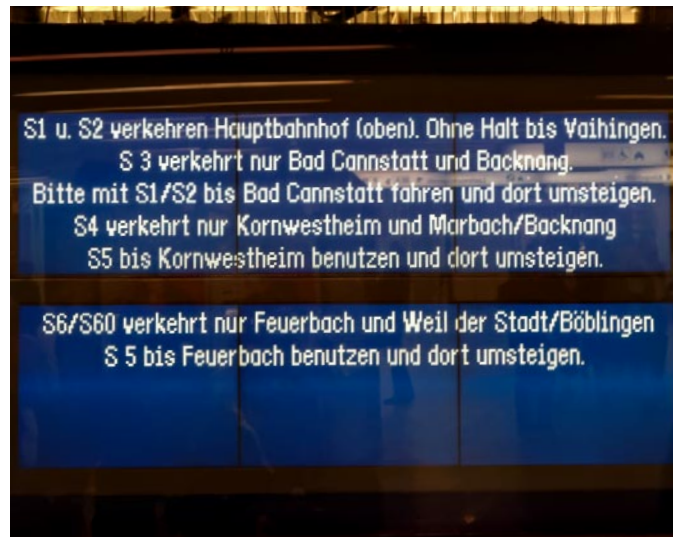 S1 u. S2 verkehren Hauptbahnhof (oben). Ohne Halt bis Vaihingen.
S 3 verkehrt nur Bad Cannstatt und Backnang.
Bitte mit S1/S2 bis Bad Cannstatt fahren und dort umsteigen.
S4 verkehrt nur Kornwestheim und Marbach/Backnang
S5 bis Kornwestheim benutzen und dort umsteigen.
S6/S60 verkehrt nur Feuerbach und Weil der Stadt/Böblingen
S 5 bis Feuerbach benutzen und dort umsteigen.